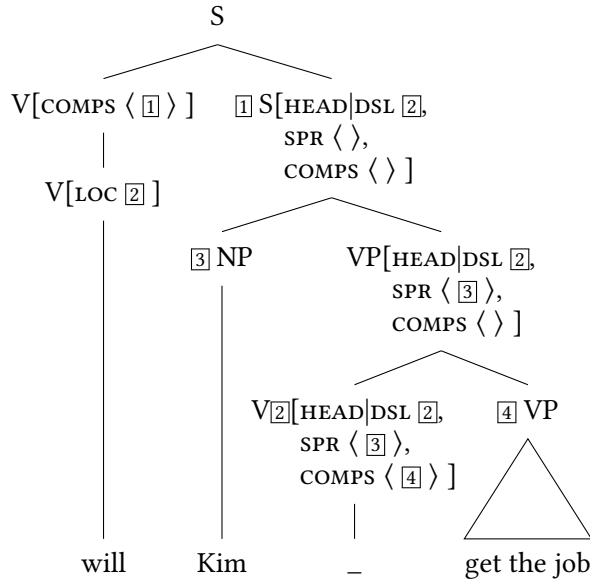 S
V[COMPS ⟨ 1 ⟩ ] 1 S[HEAD|DSL 2,
SPR ⟨ ⟩,
COMPS ⟨ ⟩ ]
V[LOC 2 ]
3 NP VP[HEAD|DSL 2,
SPR ⟨ 3 ⟩,
COMPS ⟨ ⟩ ]
V2[HEAD|DSL 2, 4 VP
SPR ⟨ 3 ⟩,
COMPS ⟨ 4 ⟩ ]
will Kim _ get the job